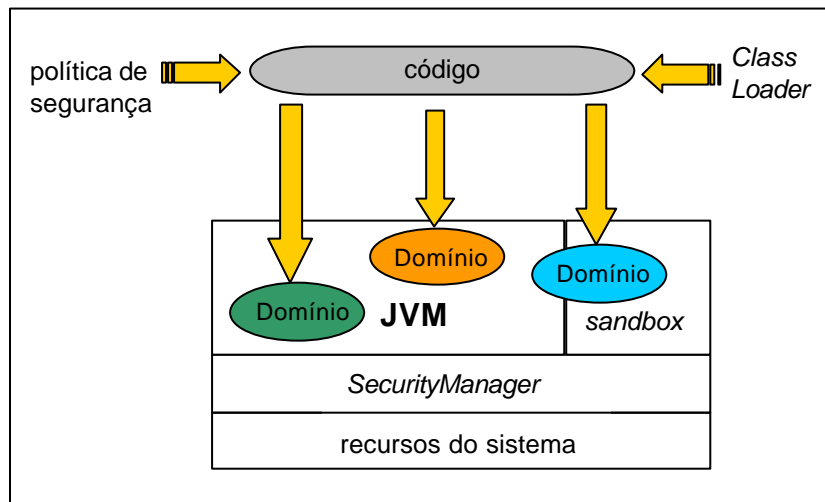 política de
segurança
código
Class
Loader
Domínio
Domínio
Domínio
JVM
sandbox
SecurityManager
recursos do sistema